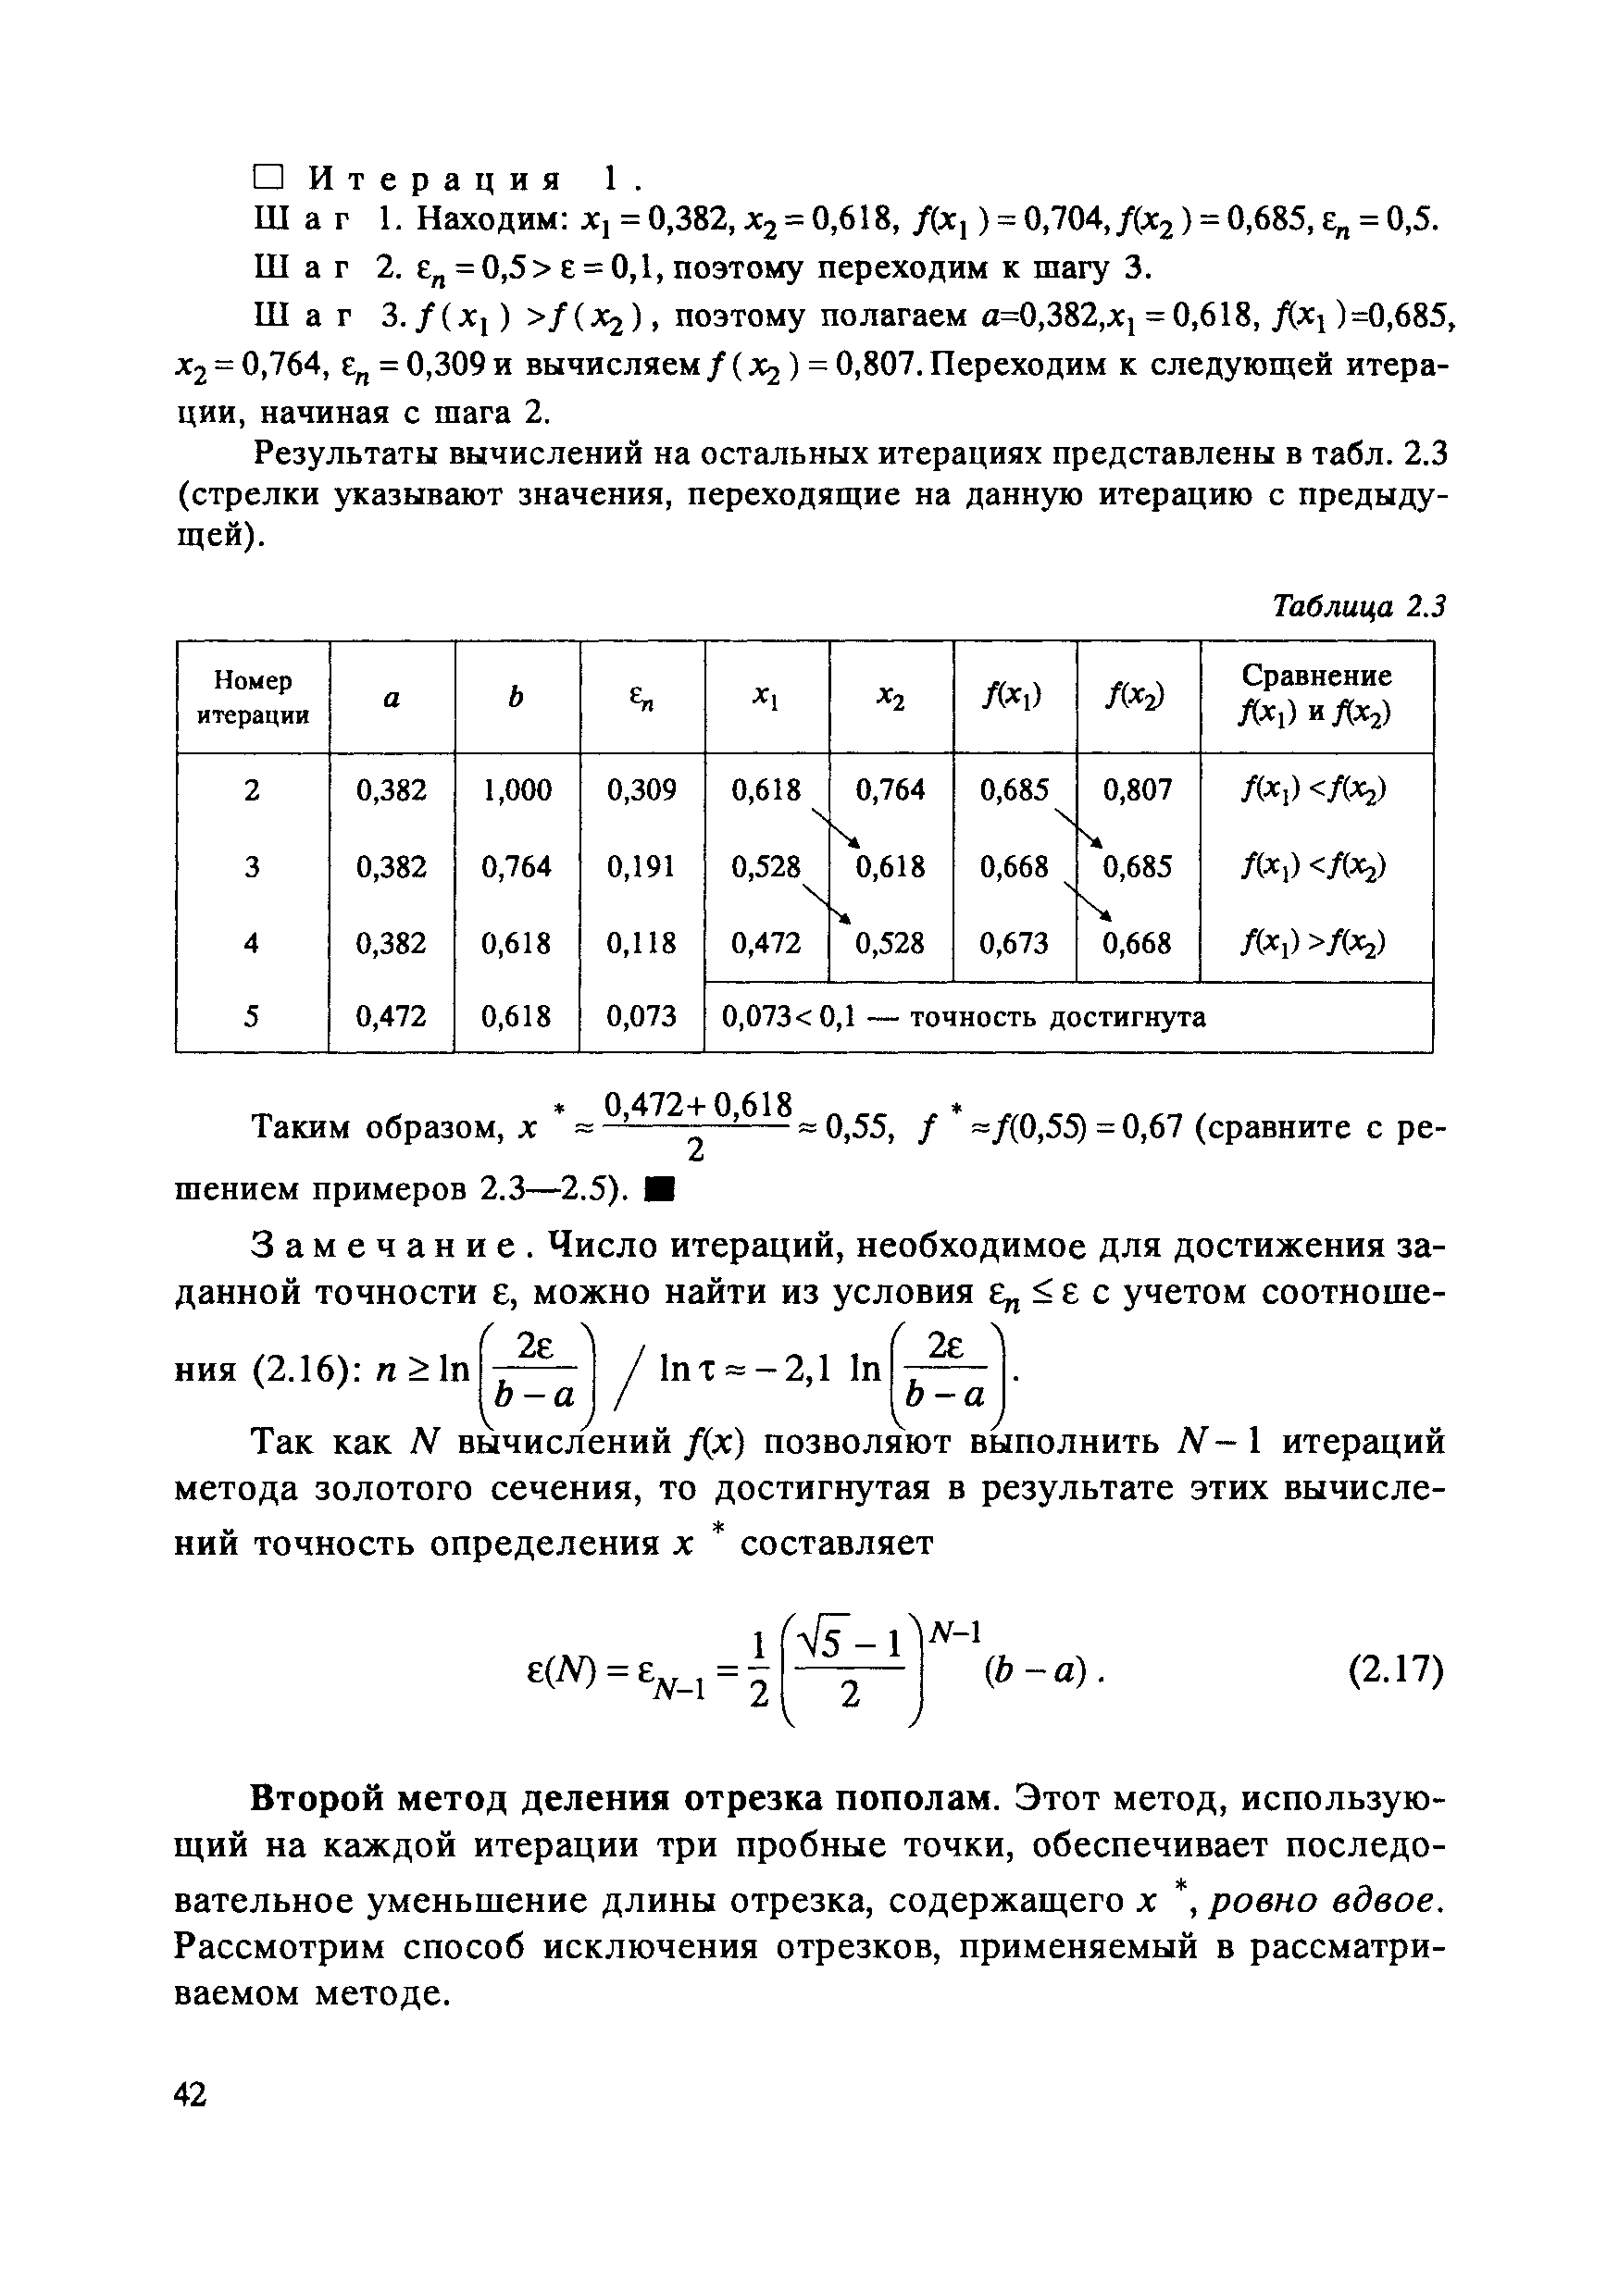 □ Итерация 1.
Шаг 1. Находим: x₁ = 0,382, x₂ = 0,618, f(x₁) = 0,704, f(x₂) = 0,685, εₙ = 0,5.
Шаг 2. εₙ = 0,5 > ε = 0,1, поэтому переходим к шагу 3.
Шаг 3. f(x₁) > f(x₂), поэтому полагаем a=0,382, x₁ = 0,618, f(x₁)=0,685,
x₂ = 0,764, εₙ = 0,309 и вычисляем f(x₂) = 0,807. Переходим к следующей итера-
ции, начиная с шага 2.
Результаты вычислений на остальных итерациях представлены в табл. 2.3
(стрелки указывают значения, переходящие на данную итерацию с предыду-
щей).
Таблица 2.3
Номер итерации a b εₙ x₁ x₂ f(x₁) f(x₂) Сравнение f(x₁) и f(x₂)
2 0,382 1,000 0,309 0,618 0,764 0,685 0,807 f(x₁) < f(x₂)
3 0,382 0,764 0,191 0,528 0,618 0,668 0,685 f(x₁) < f(x₂)
4 0,382 0,618 0,118 0,472 0,528 0,673 0,668 f(x₁) > f(x₂)
5 0,472 0,618 0,073 0,073 < 0,1 — точность достигнута
Таким образом, x* ≈ (0,472+0,618)/2 ≈ 0,55, f* ≈ f(0,55) = 0,67 (сравните с ре-
шением примеров 2.3—2.5). ■
Замечание. Число итераций, необходимое для достижения за-
данной точности ε, можно найти из условия εₙ ≤ ε с учетом соотноше-
ния (2.16): n ≥ ln(2ε/(b − a)) / ln τ ≈ −2,1 ln(2ε/(b − a)).
Так как N вычислений f(x) позволяют выполнить N−1 итераций
метода золотого сечения, то достигнутая в результате этих вычисле-
ний точность определения x* составляет
ε(N) = ε_{N−1} = 1/2 ((√5 − 1)/2)^{N−1} (b − a). (2.17)
Второй метод деления отрезка пополам. Этот метод, использую-
щий на каждой итерации три пробные точки, обеспечивает последо-
вательное уменьшение длины отрезка, содержащего x*, ровно вдвое.
Рассмотрим способ исключения отрезков, применяемый в рассматри-
ваемом методе.
42